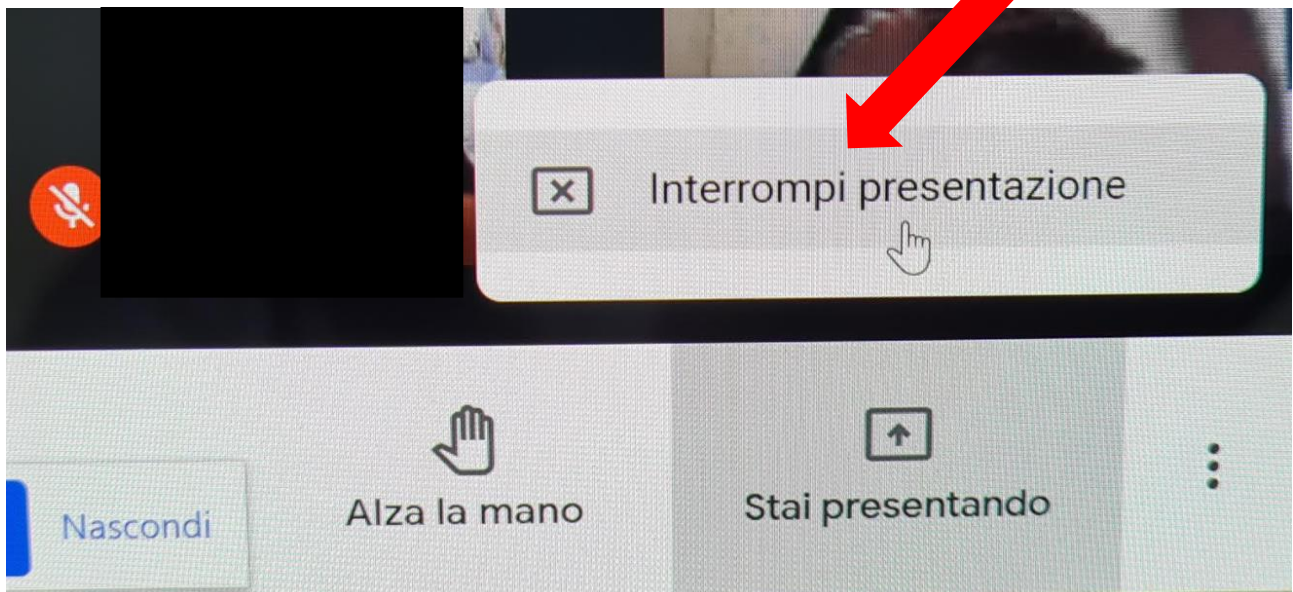 Interrompi presentazione
Alza la mano
Stai presentando
Nascondi